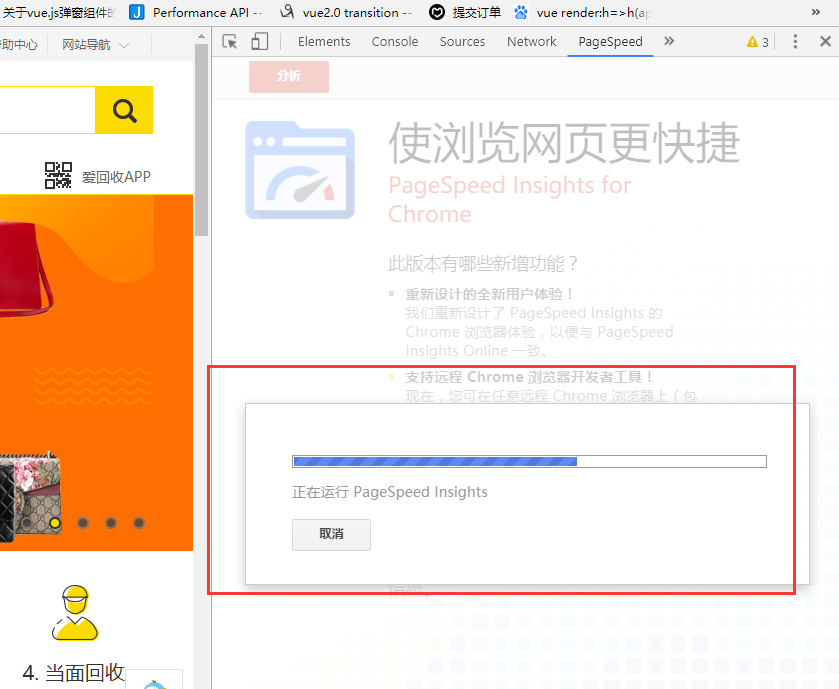 关于vue.js弹窗组件的
Performance API --
vue2.0 transition --
提交订单
vue render:h=>h(ap
»
助中心
网站导航
Elements Console Sources Network PageSpeed » 3
分析
使浏览网页更快捷
PageSpeed Insights for
Chrome
爱回收APP
此版本有哪些新增功能？
重新设计的全新用户体验！
我们重新设计了 PageSpeed Insights 的
Chrome 浏览器体验，以便与 PageSpeed
Insights Online 一致。
支持远程 Chrome 浏览器开发者工具！
现在，您可在任意远程 Chrome 浏览器上（包
正在运行 PageSpeed Insights
取消
4. 当面回收